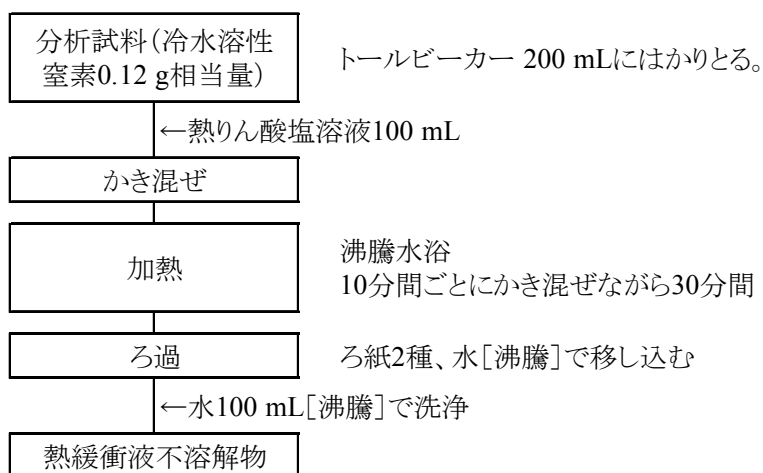 分析試料(冷水溶性
窒素0.12 g相当量)
トールビーカー 200 mLにはかりとる。
←熱りん酸塩溶液100 mL
かき混ぜ
加熱
沸騰水浴
10分間ごとにかき混ぜながら30分間
ろ過
ろ紙2種、水[沸騰]で移し込む
←水100 mL[沸騰]で洗浄
熱緩衝液不溶解物